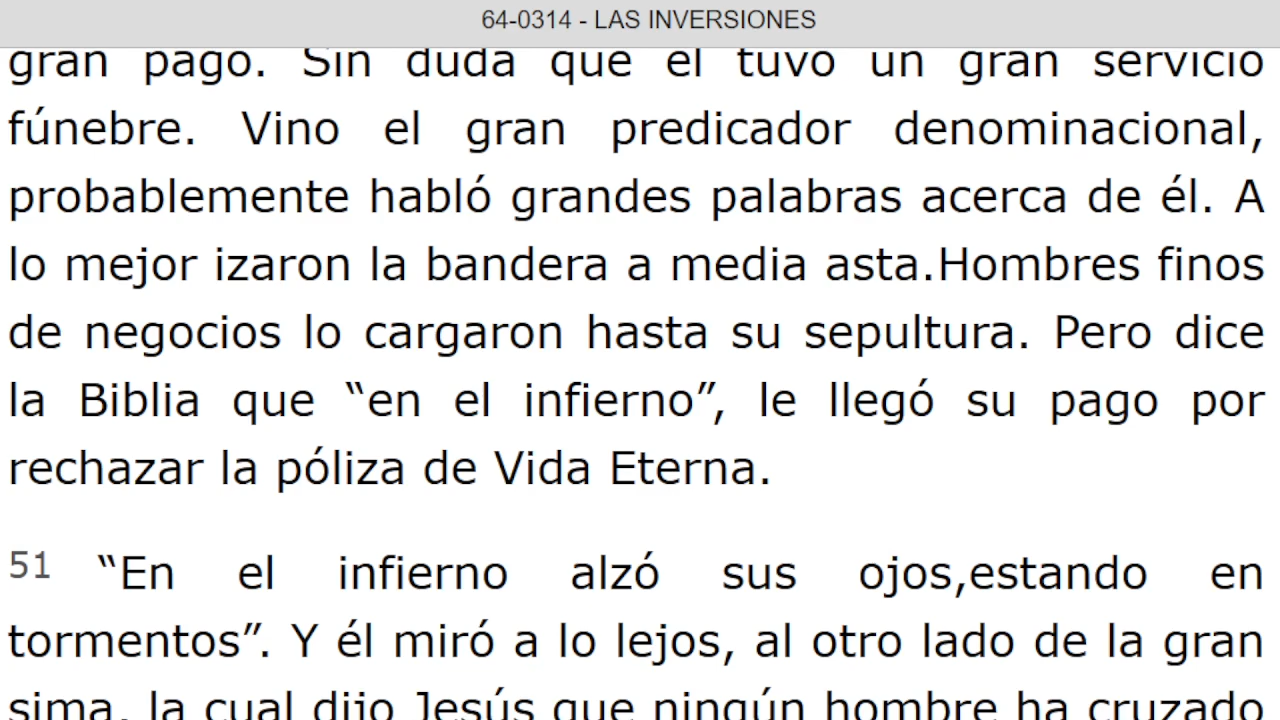 64-0314 - LAS INVERSIONES
gran pago. Sin duda que él tuvo un gran servicio
fúnebre. Vino el gran predicador denominacional,
probablemente habló grandes palabras acerca de él. A
lo mejor izaron la bandera a media asta.Hombres finos
de negocios lo cargaron hasta su sepultura. Pero dice
la Biblia que “en el infierno”, le llegó su pago por
rechazar la póliza de Vida Eterna.
51 “En el infierno alzó sus ojos,estando en
tormentos”. Y él miró a lo lejos, al otro lado de la gran
sima, la cual dijo Jesús que ningún hombre ha cruzado